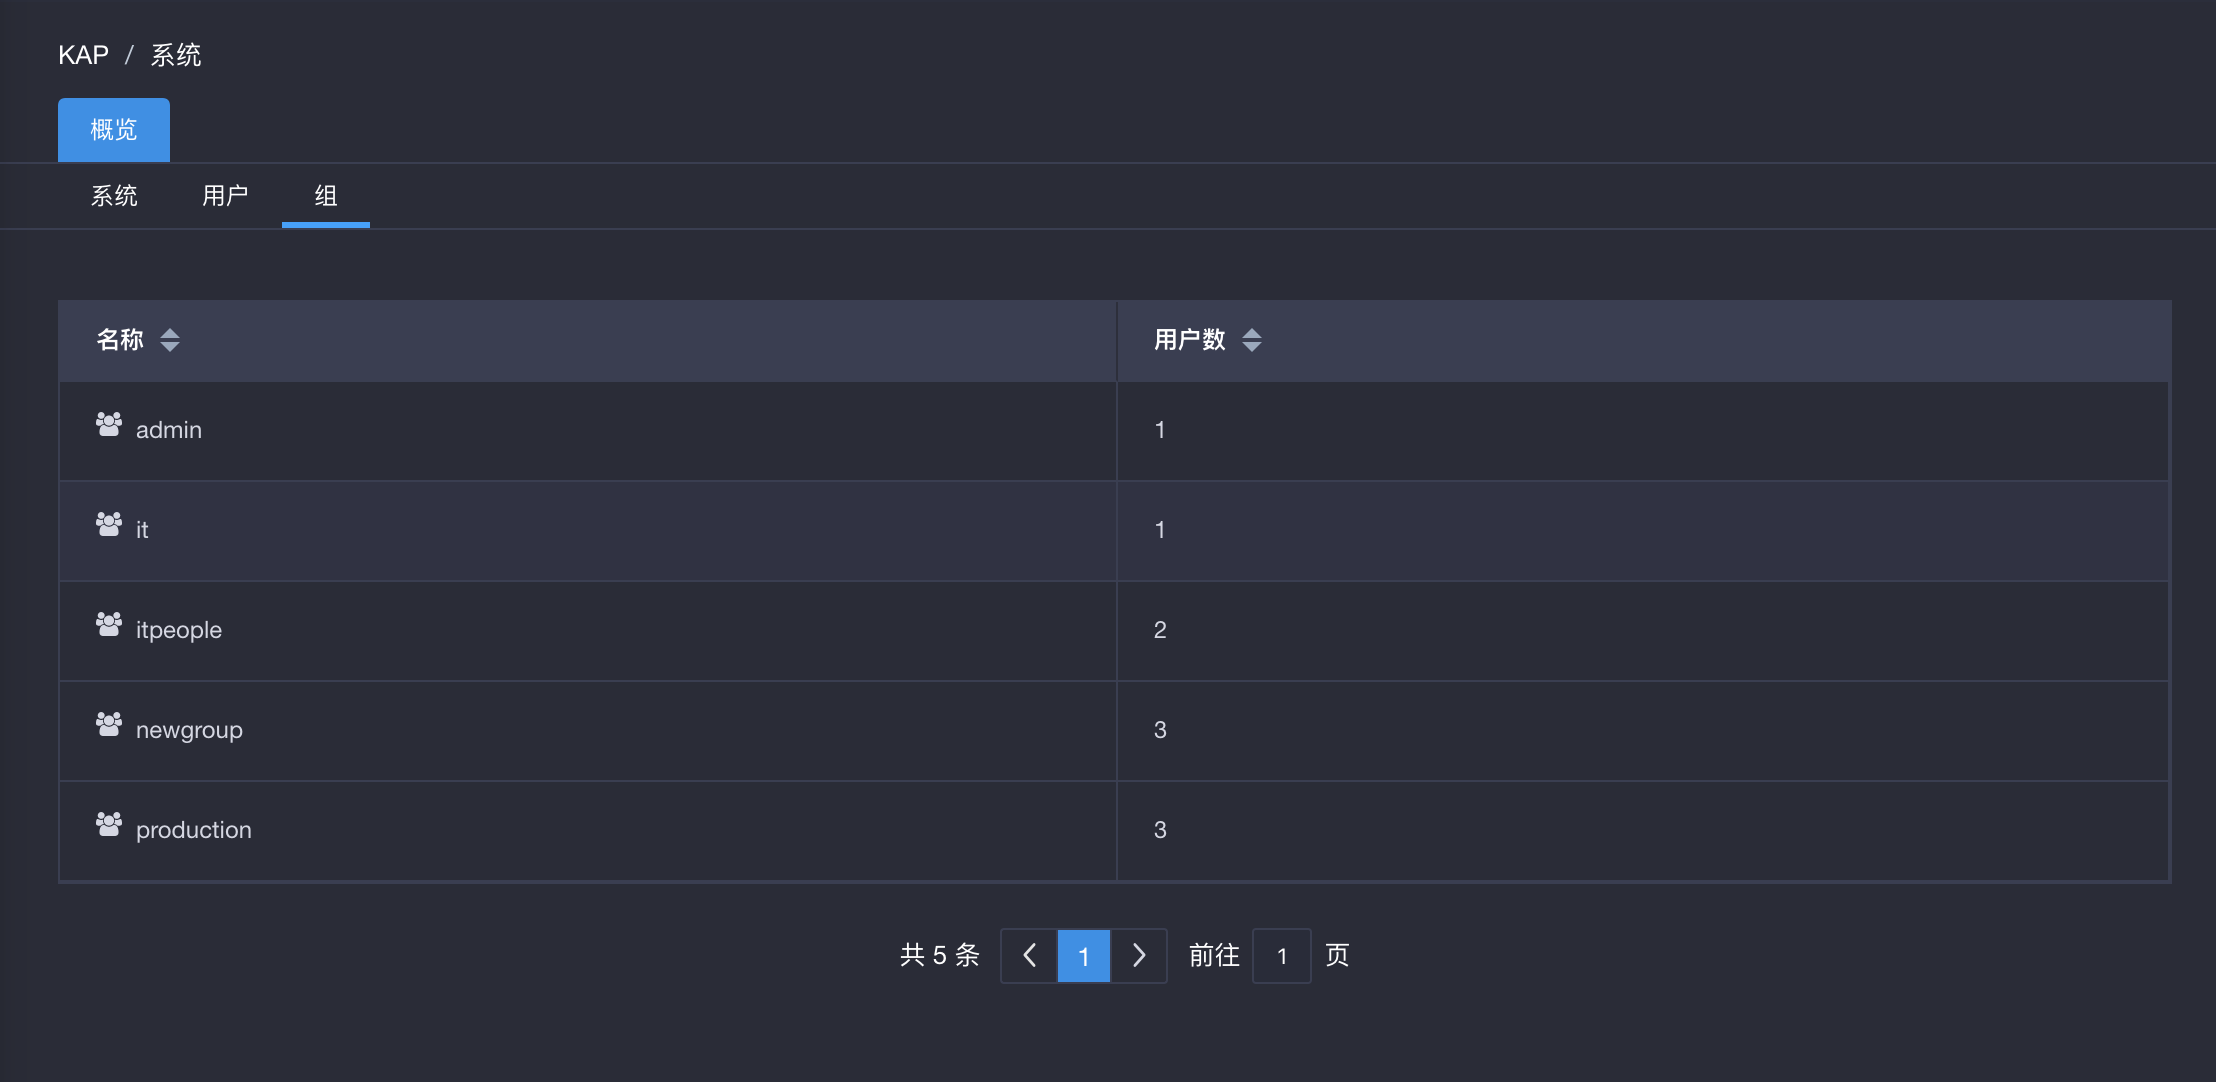 KAP / 系统
概览
系统 用户 组
名称 用户数
admin 1
it 1
itpeople 2
newgroup 3
production 3
共 5 条 1 前往 1 页